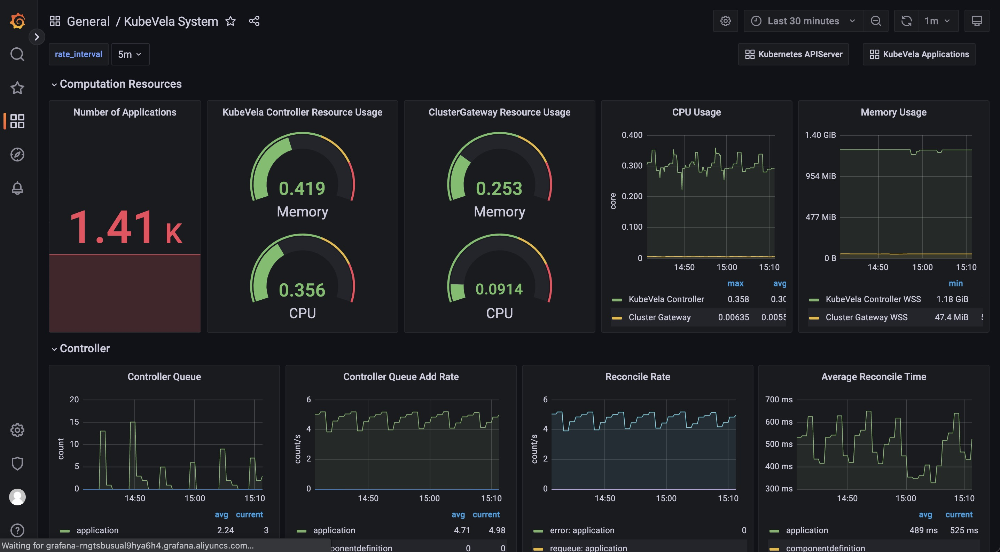 General / KubeVela System
Last 30 minutes
1m
rate_interval
5m
Kubernetes APIServer
KubeVela Applications
Computation Resources
Number of Applications
1.41 K
KubeVela Controller Resource Usage
0.419
Memory
0.356
CPU
ClusterGateway Resource Usage
0.253
Memory
0.0914
CPU
CPU Usage
0.400
0.300
0.200
0.100
0
core
14:50 15:00 15:10
max avg
KubeVela Controller 0.358 0.30
Cluster Gateway 0.00635 0.0055
Memory Usage
1.40 GiB
954 MiB
477 MiB
0 B
14:50 15:00 15:10
min
KubeVela Controller WSS 1.18 GiB
Cluster Gateway WSS 47.4 MiB
Controller
Controller Queue
20
15
10
5
0
count
14:50 15:00 15:10
avg current
application 2.24 3
Controller Queue Add Rate
6
4
2
0
count/s
14:50 15:00 15:10
avg current
application 4.71 4.98
ponentdefinition 0 0
Reconcile Rate
6
4
2
0
count/s
14:50 15:00 15:10
error: application 0
requeue: application
Average Reconcile Time
700 ms
600 ms
500 ms
400 ms
300 ms
14:50 15:00 15:10
avg current
application 489 ms 525 ms
componentdefinition
Waiting for grafana-rngtsbusual9hya6h4.grafana.aliyuncs.com...